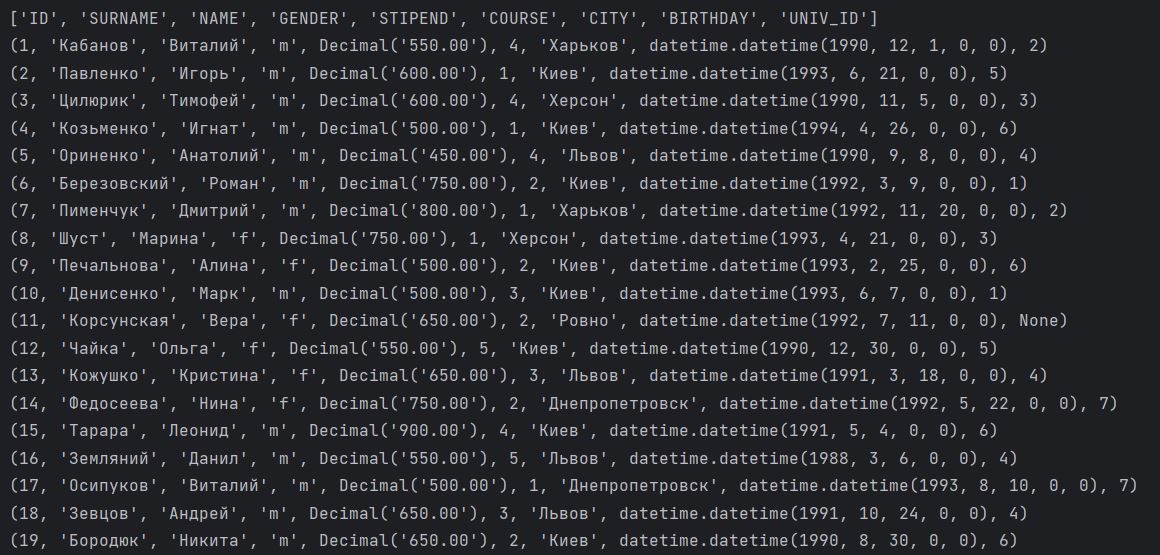 ['ID', 'SURNAME', 'NAME', 'GENDER', 'STIPEND', 'COURSE', 'CITY', 'BIRTHDAY', 'UNIV_ID']
(1, 'Кабанов', 'Виталий', 'm', Decimal('550.00'), 4, 'Харьков', datetime.datetime(1990, 12, 1, 0, 0), 2)
(2, 'Павленко', 'Игорь', 'm', Decimal('600.00'), 1, 'Киев', datetime.datetime(1993, 6, 21, 0, 0), 5)
(3, 'Цилюрик', 'Тимофей', 'm', Decimal('600.00'), 4, 'Херсон', datetime.datetime(1990, 11, 5, 0, 0), 3)
(4, 'Козьменко', 'Игнат', 'm', Decimal('500.00'), 1, 'Киев', datetime.datetime(1994, 4, 26, 0, 0), 6)
(5, 'Ориненко', 'Анатолий', 'm', Decimal('450.00'), 4, 'Львов', datetime.datetime(1990, 9, 8, 0, 0), 4)
(6, 'Березовский', 'Роман', 'm', Decimal('750.00'), 2, 'Киев', datetime.datetime(1992, 3, 9, 0, 0), 1)
(7, 'Пименчук', 'Дмитрий', 'm', Decimal('800.00'), 1, 'Харьков', datetime.datetime(1992, 11, 20, 0, 0), 2)
(8, 'Шуст', 'Марина', 'f', Decimal('750.00'), 1, 'Херсон', datetime.datetime(1993, 4, 21, 0, 0), 3)
(9, 'Печальнова', 'Алина', 'f', Decimal('500.00'), 2, 'Киев', datetime.datetime(1993, 2, 25, 0, 0), 6)
(10, 'Денисенко', 'Марк', 'm', Decimal('500.00'), 3, 'Киев', datetime.datetime(1993, 6, 7, 0, 0), 1)
(11, 'Корсунская', 'Вера', 'f', Decimal('650.00'), 2, 'Ровно', datetime.datetime(1992, 7, 11, 0, 0), None)
(12, 'Чайка', 'Ольга', 'f', Decimal('550.00'), 5, 'Киев', datetime.datetime(1990, 12, 30, 0, 0), 5)
(13, 'Кожушко', 'Кристина', 'f', Decimal('650.00'), 3, 'Львов', datetime.datetime(1991, 3, 18, 0, 0), 4)
(14, 'Федосеева', 'Нина', 'f', Decimal('750.00'), 2, 'Днепропетровск', datetime.datetime(1992, 5, 22, 0, 0), 7)
(15, 'Тарара', 'Леонид', 'm', Decimal('900.00'), 4, 'Киев', datetime.datetime(1991, 5, 4, 0, 0), 6)
(16, 'Земляний', 'Данил', 'm', Decimal('550.00'), 5, 'Львов', datetime.datetime(1988, 3, 6, 0, 0), 4)
(17, 'Осипуков', 'Виталий', 'm', Decimal('500.00'), 1, 'Днепропетровск', datetime.datetime(1993, 8, 10, 0, 0), 7)
(18, 'Зевцов', 'Андрей', 'm', Decimal('650.00'), 3, 'Львов', datetime.datetime(1991, 10, 24, 0, 0), 4)
(19, 'Бородюк', 'Никита', 'm', Decimal('650.00'), 2, 'Киев', datetime.datetime(1990, 8, 30, 0, 0), 6)